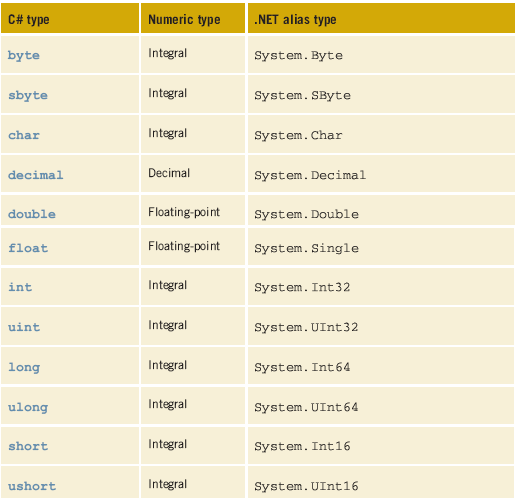 C# type Numeric type .NET alias type
byte Integral System.Byte
sbyte Integral System.SByte
char Integral System.Char
decimal Decimal System.Decimal
double Floating-point System.Double
float Floating-point System.Single
int Integral System.Int32
uint Integral System.UInt32
long Integral System.Int64
ulong Integral System.UInt64
short Integral System.Int16
ushort Integral System.UInt16